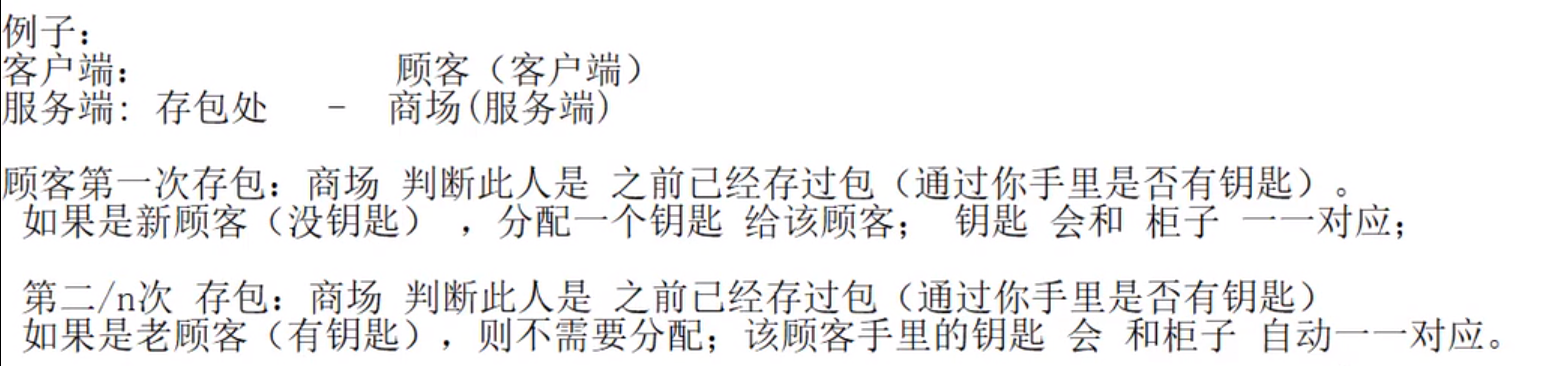 例子：
客户端：　　　　　　　顾客（客户端）
服务端: 存包处　 -　商场(服务端)
顾客第一次存包：商场 判断此人是 之前已经存过包（通过你手里是否有钥匙）。
如果是新顾客（没钥匙） ，分配一个钥匙 给该顾客； 钥匙 会和 柜子 一一对应；
第二/n次 存包：商场 判断此人是 之前已经存过包（通过你手里是否有钥匙）
如果是老顾客（有钥匙），则不需要分配；该顾客手里的钥匙 会 和柜子 自动一一对应。